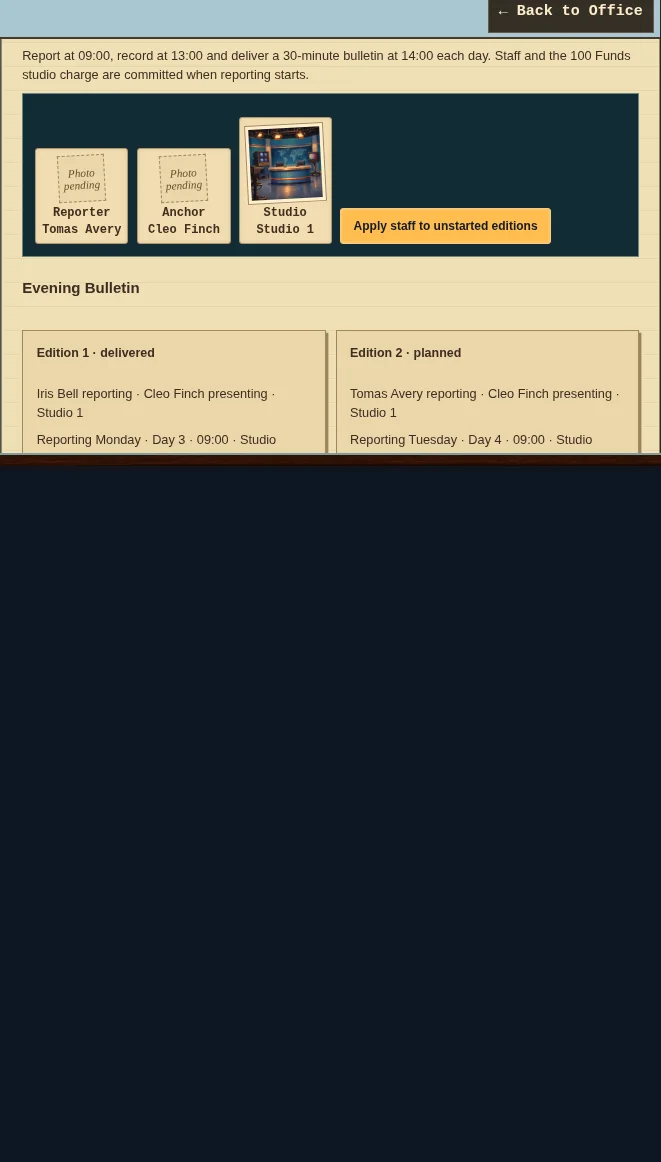 ← Back to Office
Report at 09:00, record at 13:00 and deliver a 30-minute bulletin at 14:00 each day. Staff and the 100 Funds
studio charge are committed when reporting starts.
Photo
pending
Reporter
Tomas Avery
Photo
pending
Anchor
Cleo Finch
Studio
Studio 1
Apply staff to unstarted editions
Evening Bulletin
Edition 1 · delivered
Iris Bell reporting · Cleo Finch presenting ·
Studio 1
Reporting Monday · Day 3 · 09:00 · Studio
Edition 2 · planned
Tomas Avery reporting · Cleo Finch presenting ·
Studio 1
Reporting Tuesday · Day 4 · 09:00 · Studio